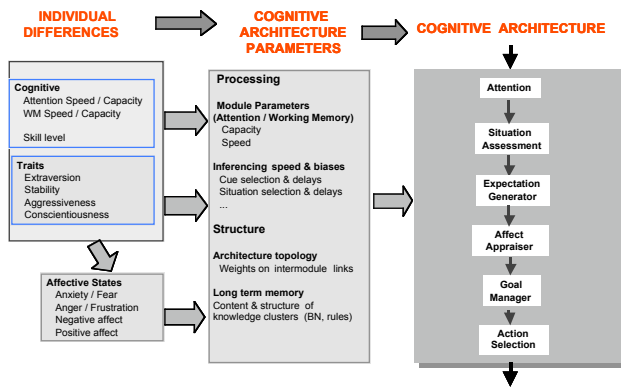 INDIVIDUAL
DIFFERENCES
COGNITIVE
ARCHITECTURE
PARAMETERS
COGNITIVE ARCHITECTURE
Cognitive
Attention Speed / Capacity
WM Speed / Capacity
Skill level
Traits
Extraversion
Stability
Aggressiveness
Conscientiousness
Affective States
Anxiety / Fear
Anger / Frustration
Negative affect
Positive affect
Processing
Module Parameters
(Attention / Working Memory)
Capacity
Speed
Inferencing speed & biases
Cue selection & delays
Situation selection & delays
...
Structure
Architecture topology
Weights on intermodule links
Long term memory
Content & structure of
knowledge clusters (BN, rules)
Attention
Situation
Assessment
Expectation
Generator
Affect
Appraiser
Goal
Manager
Action
Selection